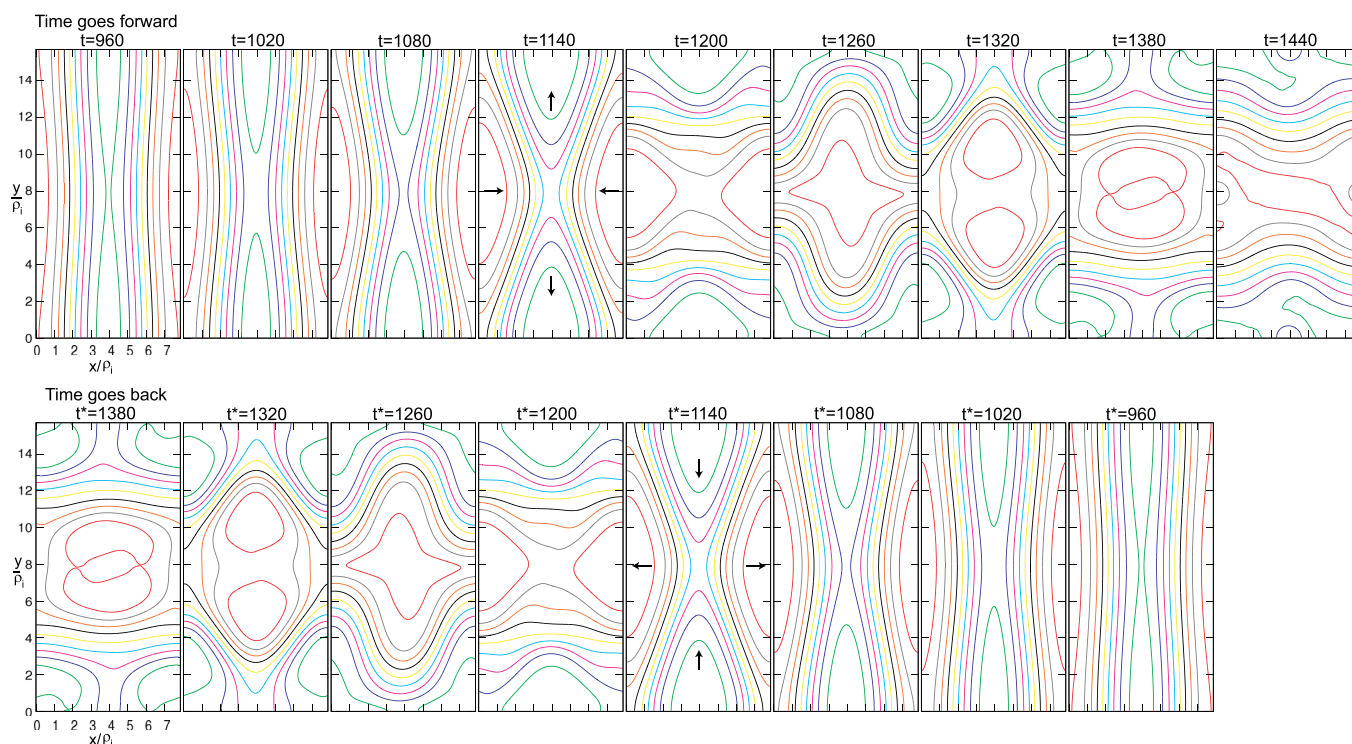 Time goes forward
t=960 t=1020 t=1080 t=1140 t=1200 t=1260 t=1320 t=1380 t=1440
14
12
10
8
y/ρi
6
4
2
0
0 1 2 3 4 5 6 7
x/ρi
Time goes back
t*=1380 t*=1320 t*=1260 t*=1200 t*=1140 t*=1080 t*=1020 t*=960
14
12
10
8
y/ρi
6
4
2
0
0 1 2 3 4 5 6 7
x/ρi